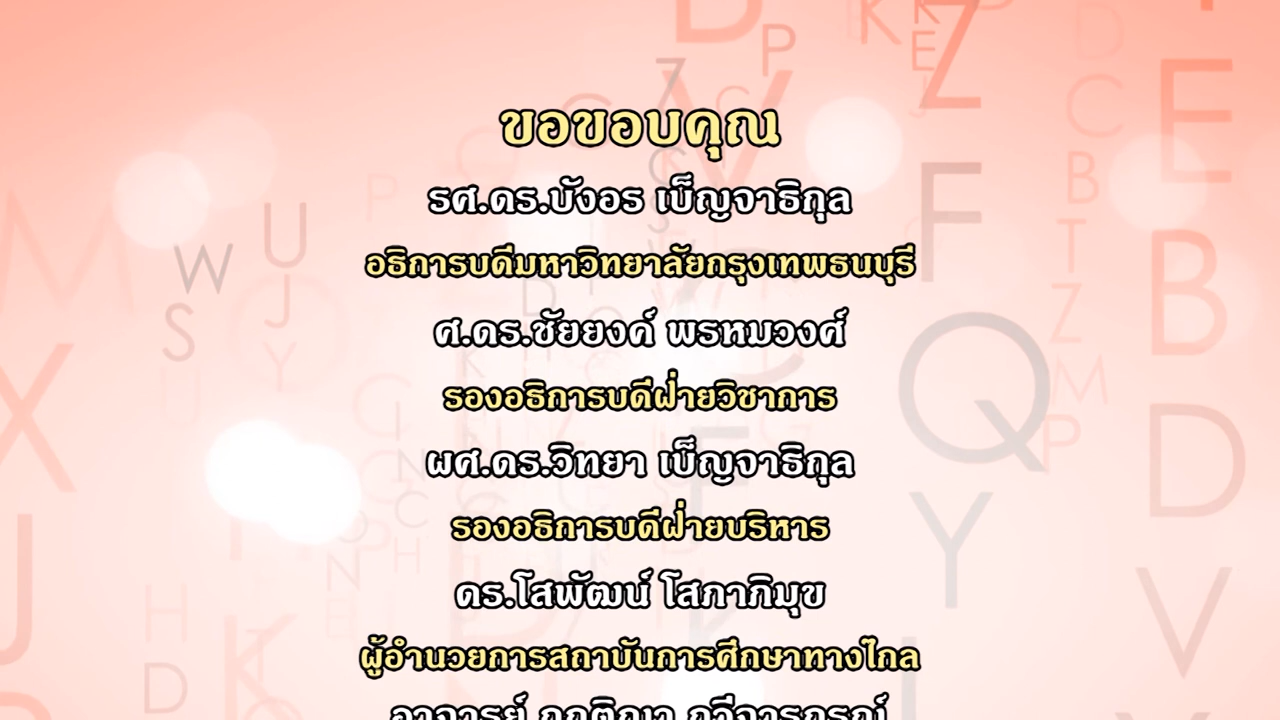 ขอขอบคุณ
รศ.ดร.บังอร เบ็ญจาธิกุล
อธิการบดีมหาวิทยาลัยกรุงเทพธนบุรี
ศ.ดร.ชัยยงค์ พรหมวงศ์
รองอธิการบดีฝ่ายวิชาการ
ผศ.ดร.วิทยา เบ็ญจาธิกุล
รองอธิการบดีฝ่ายบริหาร
ดร.โสพัฒน์ โสภาภิมุข
ผู้อำนวยการสถาบันการศึกษาทางไกล
อาจารย์